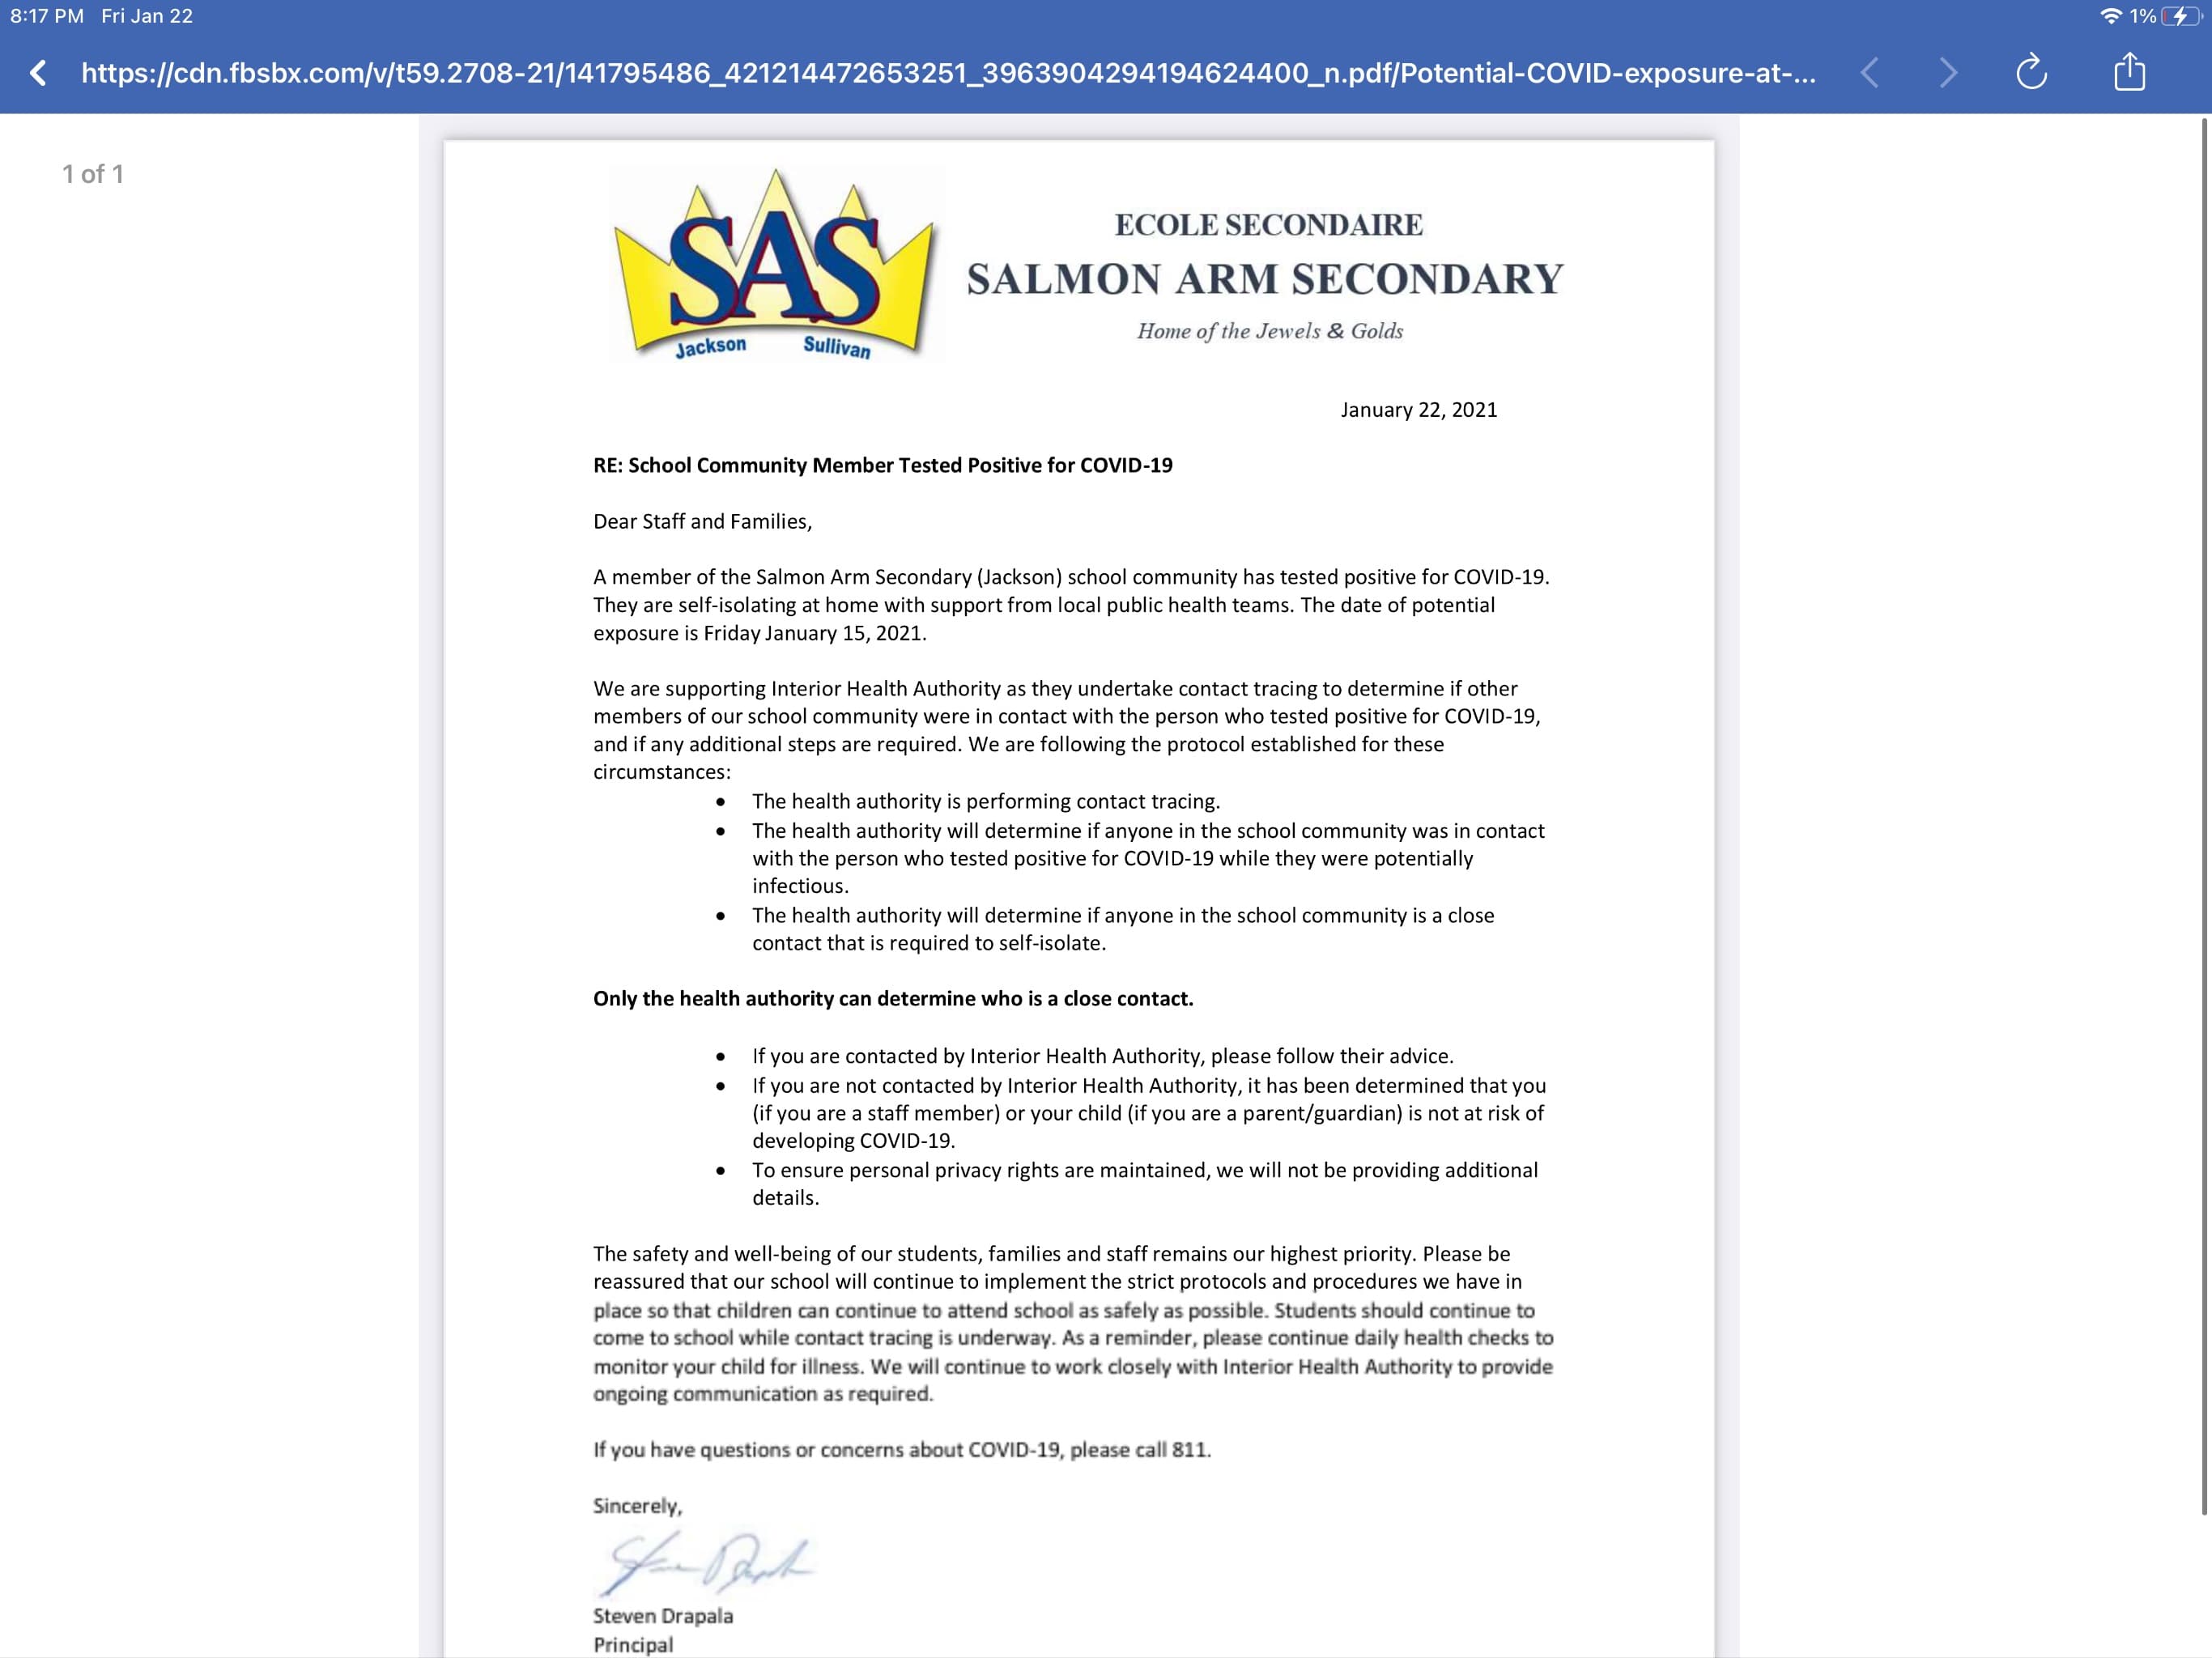 8:17 PM Fri Jan 22
1%
https://cdn.fbsbx.com/v/t59.2708-21/141795486_421214472653251_3963904294194624400_n.pdf/Potential-COVID-exposure-at-...
1 of 1
SAS
Jackson Sullivan
ECOLE SECONDAIRE
SALMON ARM SECONDARY
Home of the Jewels & Golds
January 22, 2021
RE: School Community Member Tested Positive for COVID-19
Dear Staff and Families,
A member of the Salmon Arm Secondary (Jackson) school community has tested positive for COVID-19.
They are self-isolating at home with support from local public health teams. The date of potential
exposure is Friday January 15, 2021.
We are supporting Interior Health Authority as they undertake contact tracing to determine if other
members of our school community were in contact with the person who tested positive for COVID-19,
and if any additional steps are required. We are following the protocol established for these
circumstances:
• The health authority is performing contact tracing.
• The health authority will determine if anyone in the school community was in contact
with the person who tested positive for COVID-19 while they were potentially
infectious.
• The health authority will determine if anyone in the school community is a close
contact that is required to self-isolate.
Only the health authority can determine who is a close contact.
• If you are contacted by Interior Health Authority, please follow their advice.
• If you are not contacted by Interior Health Authority, it has been determined that you
(if you are a staff member) or your child (if you are a parent/guardian) is not at risk of
developing COVID-19.
• To ensure personal privacy rights are maintained, we will not be providing additional
details.
The safety and well-being of our students, families and staff remains our highest priority. Please be
reassured that our school will continue to implement the strict protocols and procedures we have in
place so that children can continue to attend school as safely as possible. Students should continue to
come to school while contact tracing is underway. As a reminder, please continue daily health checks to
monitor your child for illness. We will continue to work closely with Interior Health Authority to provide
ongoing communication as required.
If you have questions or concerns about COVID-19, please call 811.
Sincerely,
Steven Drapala
Principal